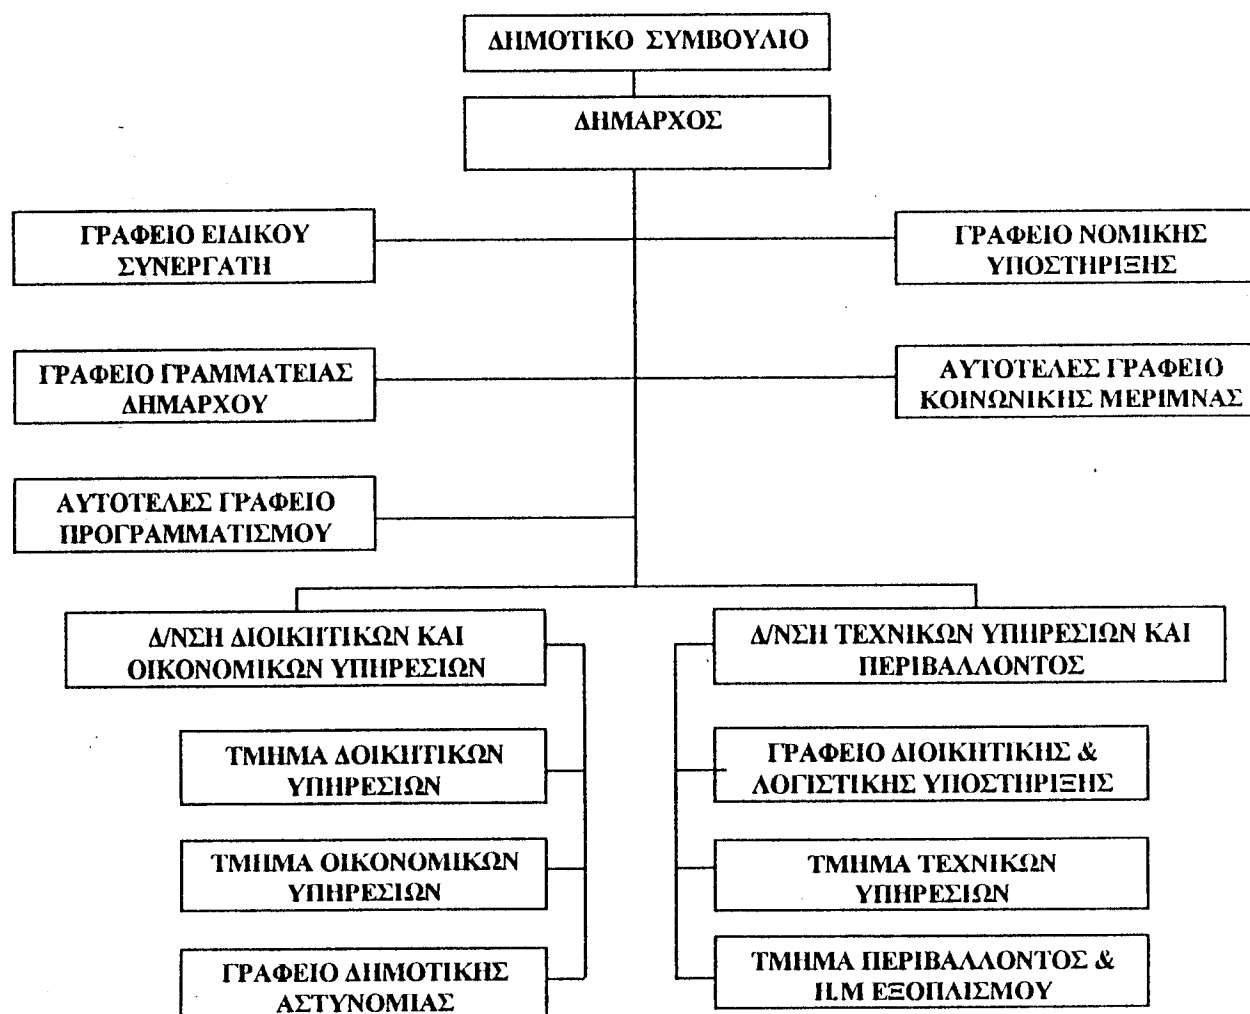 ΔΗΜΟΤΙΚΟ ΣΥΜΒΟΥΛΙΟ
ΔΗΜΑΡΧΟΣ
ΓΡΑΦΕΙΟ ΕΙΔΙΚΟΥ
ΣΥΝΕΡΓΑΤΗ
ΓΡΑΦΕΙΟ ΝΟΜΙΚΗΣ
ΥΠΟΣΤΗΡΙΞΗΣ
ΓΡΑΦΕΙΟ ΓΡΑΜΜΑΤΕΙΑΣ
ΔΗΜΑΡΧΟΥ
ΑΥΤΟΤΕΛΕΣ ΓΡΑΦΕΙΟ
ΚΟΙΝΩΝΙΚΗΣ ΜΕΡΙΜΝΑΣ
ΑΥΤΟΤΕΛΕΣ ΓΡΑΦΕΙΟ
ΠΡΟΓΡΑΜΜΑΤΙΣΜΟΥ
Δ/ΝΣΗ ΔΙΟΙΚΗΤΙΚΩΝ ΚΑΙ
ΟΙΚΟΝΟΜΙΚΩΝ ΥΠΗΡΕΣΙΩΝ
ΤΜΗΜΑ ΔΟΙΚΗΤΙΚΩΝ
ΥΠΗΡΕΣΙΩΝ
ΤΜΗΜΑ ΟΙΚΟΝΟΜΙΚΩΝ
ΥΠΗΡΕΣΙΩΝ
ΓΡΑΦΕΙΟ ΔΗΜΟΤΙΚΗΣ
ΑΣΤΥΝΟΜΙΑΣ
Δ/ΝΣΗ ΤΕΧΝΙΚΩΝ ΥΠΗΡΕΣΙΩΝ ΚΑΙ
ΠΕΡΙΒΑΛΛΟΝΤΟΣ
ΓΡΑΦΕΙΟ ΔΙΟΙΚΗΤΙΚΗΣ &
ΛΟΓΙΣΤΙΚΗΣ ΥΠΟΣΤΗΡΙΞΗΣ
ΤΜΗΜΑ ΤΕΧΝΙΚΩΝ
ΥΠΗΡΕΣΙΩΝ
ΤΜΗΜΑ ΠΕΡΙΒΑΛΛΟΝΤΟΣ &
Η.Μ ΕΞΟΠΛΙΣΜΟΥ